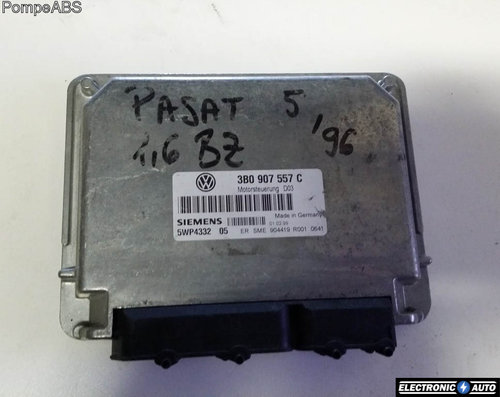 PompeABS
PASAT 5 '96
1,6 BZ
3B0 907 557 C
Motorsteuerung D03
SIEMENS Made in Germany
5WP4332 05 ER SME 904419 R001 0641
ELECTRONIC AUTO